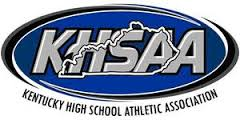 KHSAA
KENTUCKY HIGH SCHOOL ATHLETIC ASSOCIATION